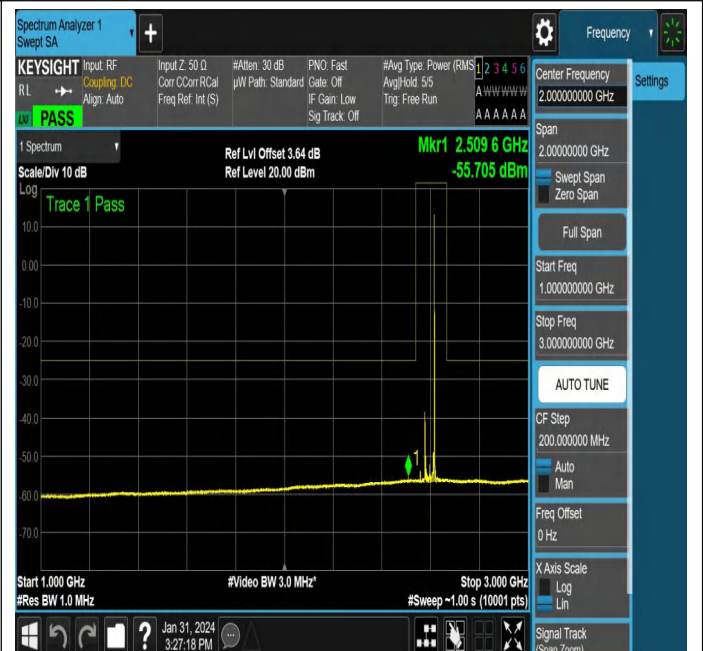 Spectrum Analyzer 1
Swept SA
+
Frequency
KEYSIGHT
RL
LXI
PASS
Input: RF
Coupling: DC
Align: Auto
Input Z: 50 Ω
Corr CCorr RCal
Freq Ref: Int (S)
#Atten: 30 dB
µW Path: Standard
PNO: Fast
Gate: Off
IF Gain: Low
Sig Track: Off
#Avg Type: Power (RMS
Avg|Hold: 5/5
Trig: Free Run
1 2 3 4 5 6
A W W W W W
A A A A A A
1 Spectrum
Scale/Div 10 dB
Ref Lvl Offset 3.64 dB
Ref Level 20.00 dBm
Mkr1 2.509 6 GHz
-55.705 dBm
Log
Trace 1 Pass
10.0
0.00
-10.0
-20.0
-30.0
-40.0
-50.0
-60.0
-70.0
1
Start 1.000 GHz
#Res BW 1.0 MHz
#Video BW 3.0 MHz*
Stop 3.000 GHz
#Sweep ~1.00 s (10001 pts)
?
Jan 31, 2024
3:27:18 PM
Center Frequency
2.000000000 GHz
Settings
Span
2.00000000 GHz
Swept Span
Zero Span
Full Span
Start Freq
1.000000000 GHz
Stop Freq
3.000000000 GHz
AUTO TUNE
CF Step
200.000000 MHz
Auto
Man
Freq Offset
0 Hz
X Axis Scale
Log
Lin
Signal Track
(Span Zoom)